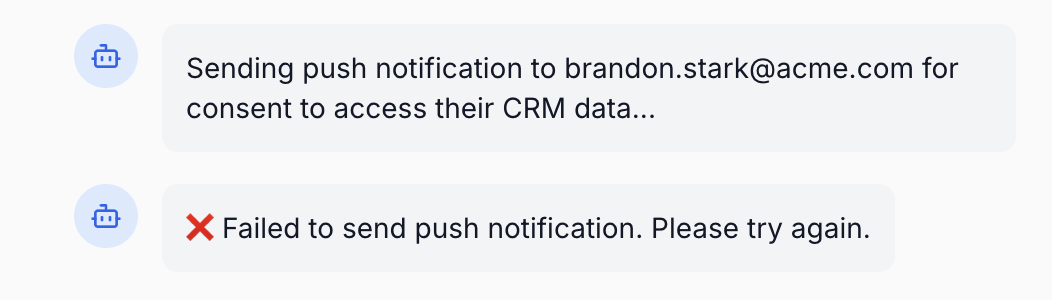 Sending push notification to brandon.stark@acme.com for
consent to access their CRM data...
❌ Failed to send push notification. Please try again.